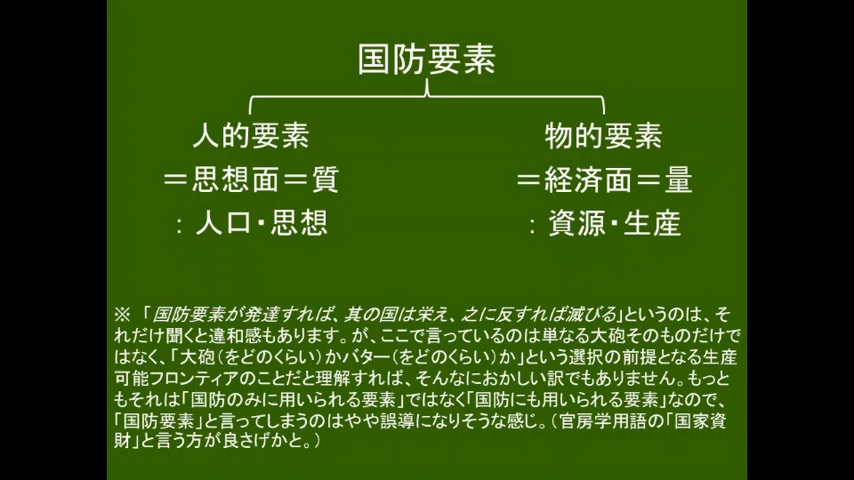 国防要素
人的要素
＝思想面＝質
：人口・思想
物的要素
＝経済面＝量
：資源・生産
※　「国防要素が発達すれば、其の国は栄え、之に反すれば滅びる」というのは、そ
れだけ聞くと違和感もあります。が、ここで言っているのは単なる大砲そのものだけで
はなく、「大砲（をどのくらい）かバター（をどのくらい）か」という選択の前提となる生産
可能フロンティアのことだと理解すれば、そんなにおかしい訳でもありません。もっと
もそれは「国防のみに用いられる要素」ではなく「国防にも用いられる要素」なので、
「国防要素」と言ってしまうのはやや誤導になりそうな感じ。（官房学用語の「国家資
財」と言う方が良さげかと。）